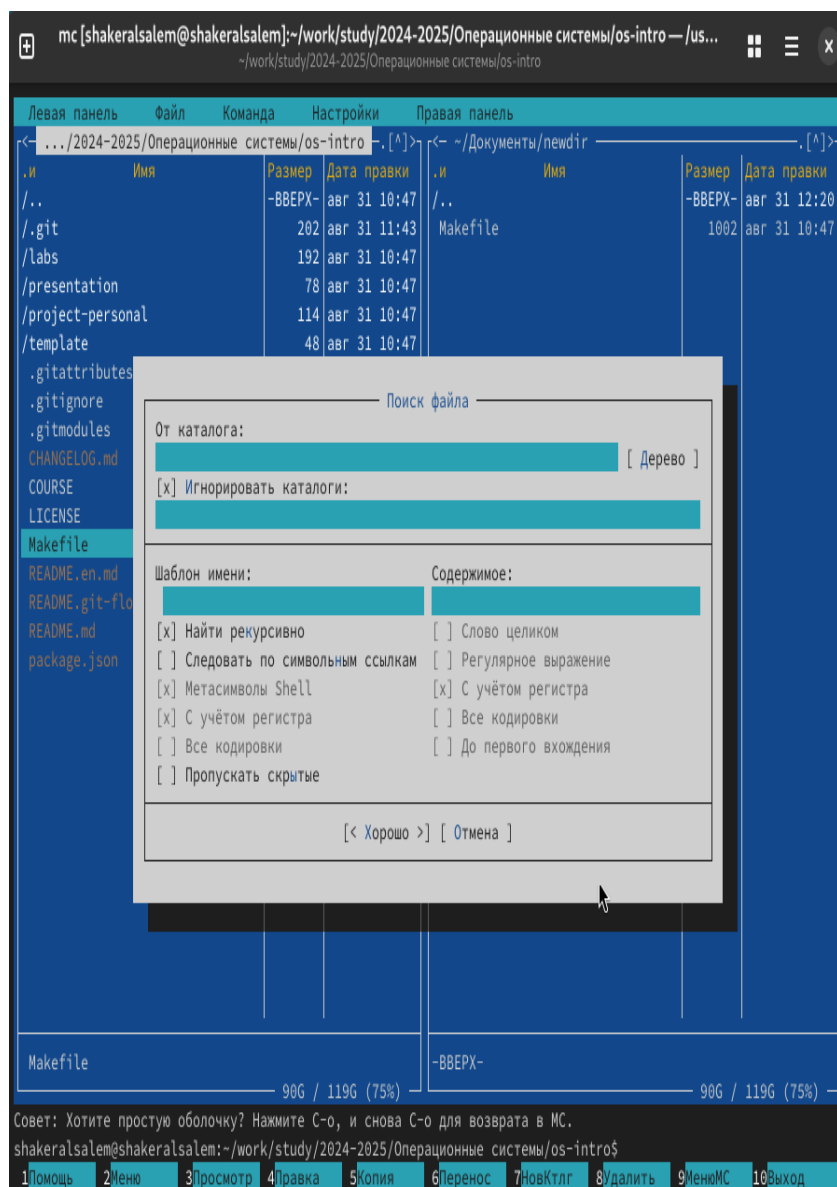 mc [shakeralsalem@shakeralsalem]:~/work/study/2024-2025/Операционные системы/os-intro — /us...
~/work/study/2024-2025/Операционные системы/os-intro
Левая панель Файл Команда Настройки Правая панель
<— .../2024-2025/Операционные системы/os-intro —.[^]>
.и Имя Размер Дата правки
/.. -ВВЕРХ- авг 31 10:47
/.git 202 авг 31 11:43
/labs 192 авг 31 10:47
/presentation 78 авг 31 10:47
/project-personal 114 авг 31 10:47
/template 48 авг 31 10:47
.gitattributes
.gitignore
.gitmodules
CHANGELOG.md
COURSE
LICENSE
Makefile
README.en.md
README.git-flo
README.md
package.json
<— ~/Документы/newdir —.[^]>
.и Имя Размер Дата правки
/.. -ВВЕРХ- авг 31 12:20
Makefile 1002 авг 31 10:47
Поиск файла
От каталога:
[ Дерево ]
[x] Игнорировать каталоги:
Шаблон имени:
[x] Найти рекурсивно
[ ] Следовать по символьным ссылкам
[x] Метасимволы Shell
[x] С учётом регистра
[ ] Все кодировки
[ ] Пропускать скрытые
Содержимое:
[ ] Слово целиком
[ ] Регулярное выражение
[x] С учётом регистра
[ ] Все кодировки
[ ] До первого вхождения
[< Хорошо >] [ Отмена ]
Makefile
90G / 119G (75%)
-ВВЕРХ-
90G / 119G (75%)
Совет: Хотите простую оболочку? Нажмите C-o, и снова C-o для возврата в MC.
shakeralsalem@shakeralsalem:~/work/study/2024-2025/Операционные системы/os-intro$
1Помощь 2Меню 3Просмотр 4Правка 5Копия 6Перенос 7НовКтлг 8Удалить 9МенюMC 10Выход